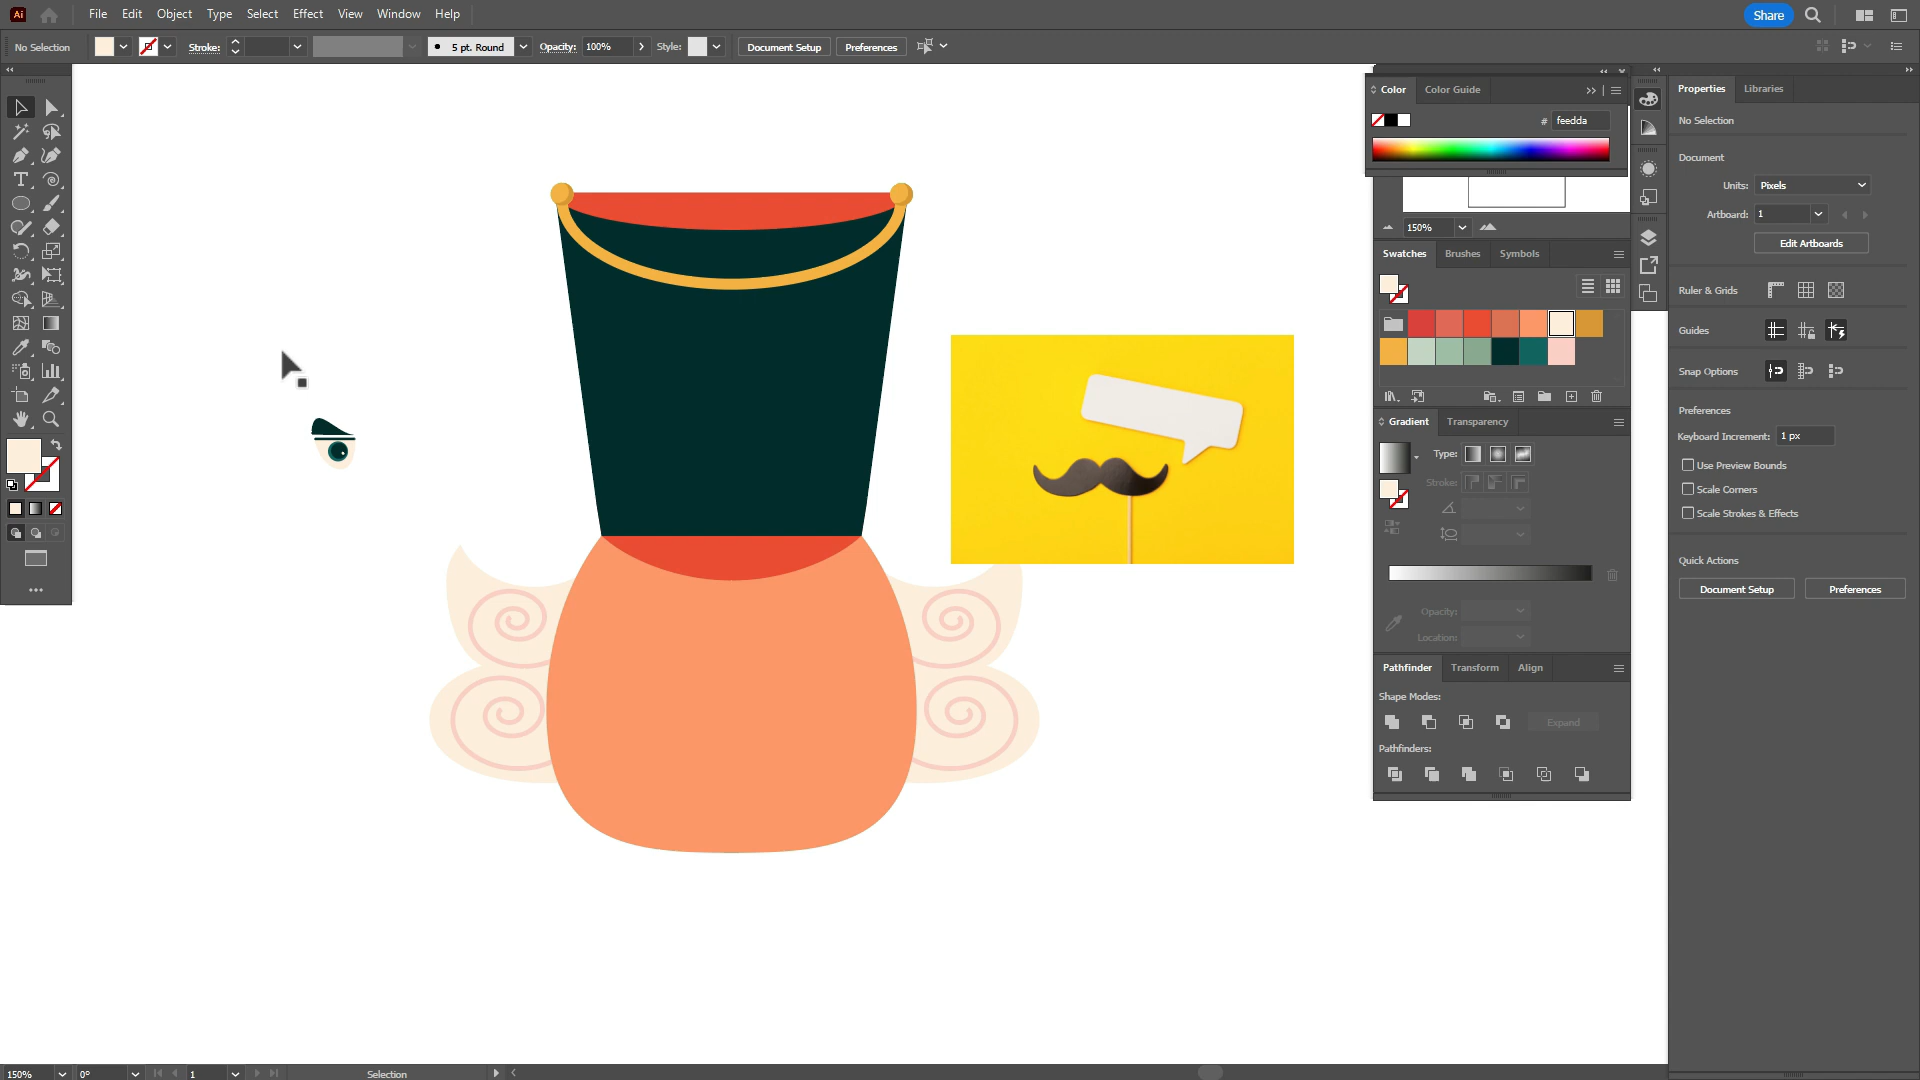 Ai File Edit Object Type Select Effect View Window Help Share
No Selection Stroke: 5 pt. Round Opacity: 100% Style: Document Setup Preferences
Color Color Guide
# feedda
150%
Swatches Brushes Symbols
Gradient Transparency
Type:
Stroke:
Opacity:
Location:
Pathfinder Transform Align
Shape Modes:
Expand
Pathfinders:
Properties Libraries
No Selection
Document
Units: Pixels
Artboard: 1
Edit Artboards
Ruler & Grids
Guides
Snap Options
Preferences
Keyboard Increment: 1 px
Use Preview Bounds
Scale Corners
Scale Strokes & Effects
Quick Actions
Document Setup Preferences
150% 0° 1 Selection